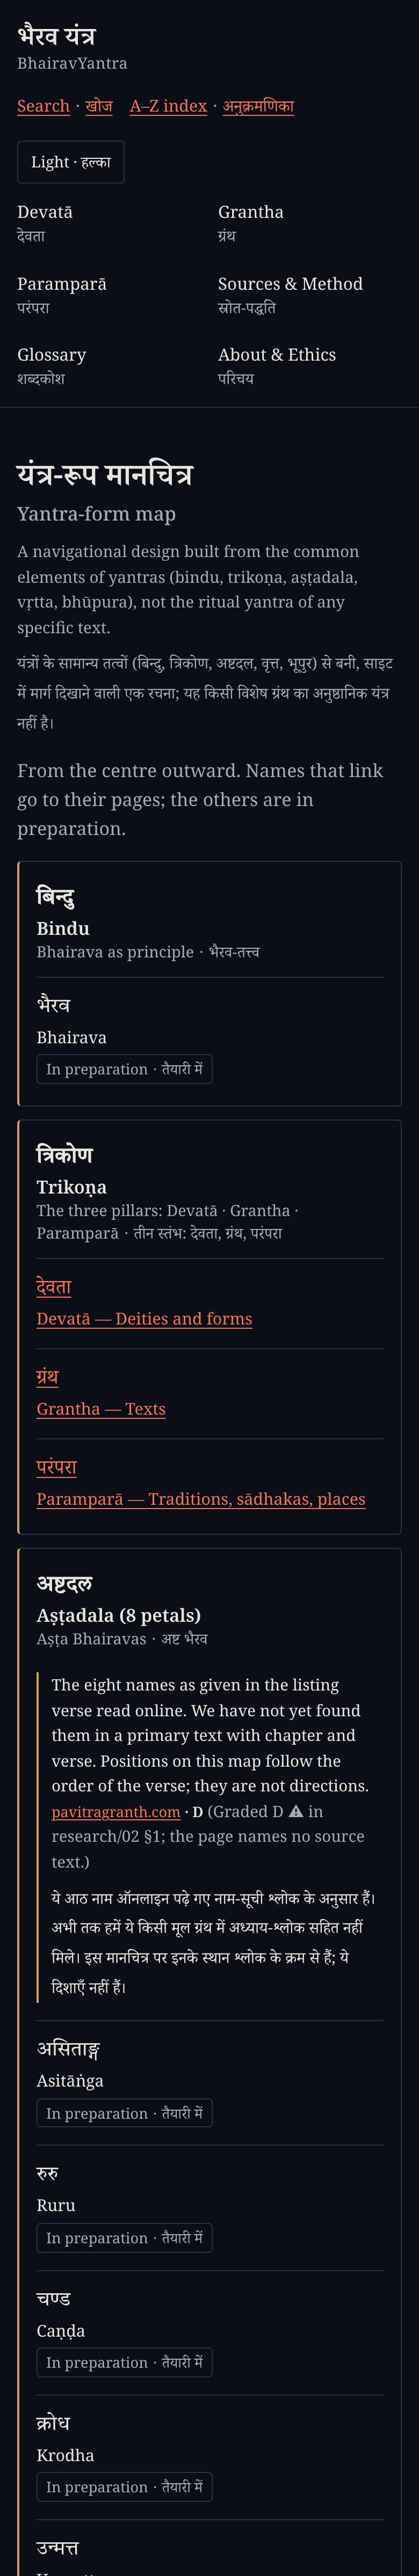 भैरव यंत्र
BhairavYantra
Search · खोज A–Z index · अनुक्रमणिका
Light · हल्का
Devatā Grantha
देवता ग्रंथ
Paramparā Sources & Method
परंपरा स्रोत-पद्धति
Glossary About & Ethics
शब्दकोश परिचय
यंत्र-रूप मानचित्र
Yantra-form map
A navigational design built from the common
elements of yantras (bindu, trikoṇa, aṣṭadala,
vṛtta, bhūpura), not the ritual yantra of any
specific text.
यंत्रों के सामान्य तत्वों (बिन्दु, त्रिकोण, अष्टदल, वृत्त, भूपुर) से बनी, साइट
में मार्ग दिखाने वाली एक रचना; यह किसी विशेष ग्रंथ का अनुष्ठानिक यंत्र
नहीं है।
From the centre outward. Names that link
go to their pages; the others are in
preparation.
बिन्दु
Bindu
Bhairava as principle · भैरव-तत्त्व
भैरव
Bhairava
In preparation · तैयारी में
त्रिकोण
Trikoṇa
The three pillars: Devatā · Grantha ·
Paramparā · तीन स्तंभ: देवता, ग्रंथ, परंपरा
देवता
Devatā — Deities and forms
ग्रंथ
Grantha — Texts
परंपरा
Paramparā — Traditions, sādhakas, places
अष्टदल
Aṣṭadala (8 petals)
Aṣṭa Bhairavas · अष्ट भैरव
The eight names as given in the listing
verse read online. We have not yet found
them in a primary text with chapter and
verse. Positions on this map follow the
order of the verse; they are not directions.
pavitragranth.com · D (Graded D ⚠ in
research/02 §1; the page names no source
text.)
ये आठ नाम ऑनलाइन पढ़े गए नाम-सूची श्लोक के अनुसार हैं।
अभी तक हमें ये किसी मूल ग्रंथ में अध्याय-श्लोक सहित नहीं
मिले। इस मानचित्र पर इनके स्थान श्लोक के क्रम से हैं; ये
दिशाएँ नहीं हैं।
असिताङ्ग
Asitāṅga
In preparation · तैयारी में
रुरु
Ruru
In preparation · तैयारी में
चण्ड
Caṇḍa
In preparation · तैयारी में
क्रोध
Krodha
In preparation · तैयारी में
उन्मत्त